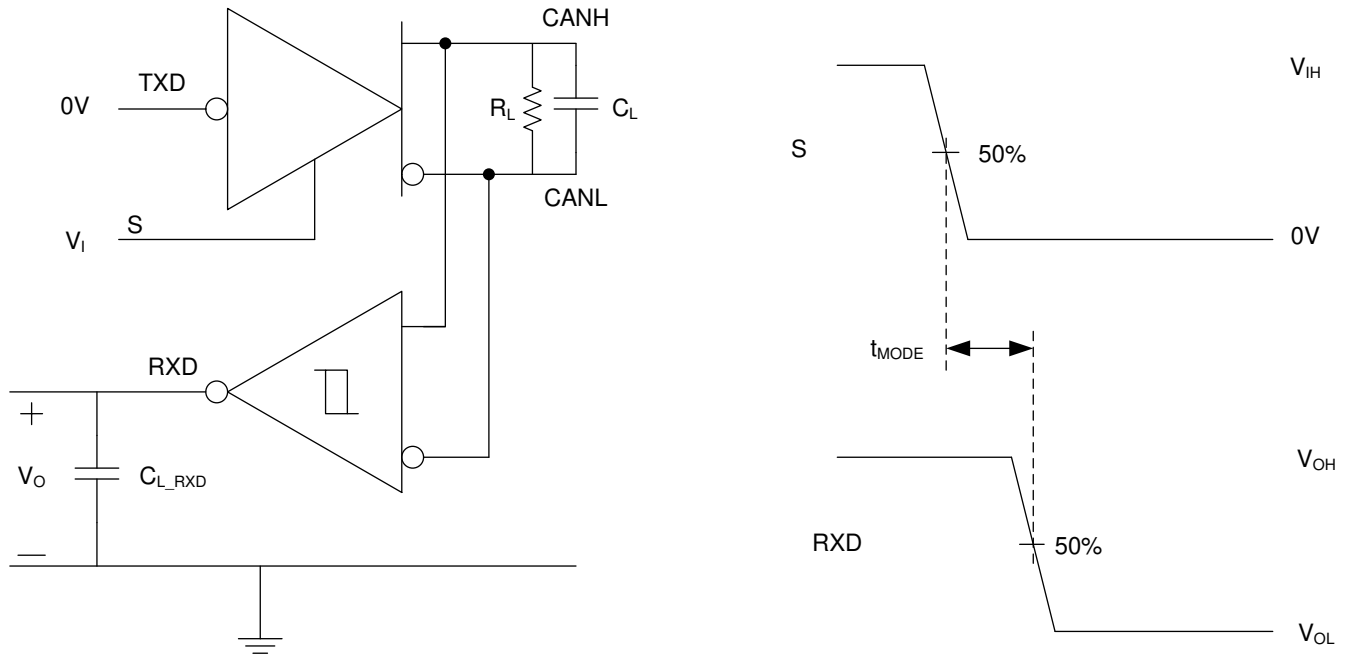 CANH
TXD
0V
R_L
C_L
CANL
S
V_I
RXD
+
V_O
C_L_RXD
—
V_IH
S
50%
0V
t_MODE
V_OH
RXD
50%
V_OL